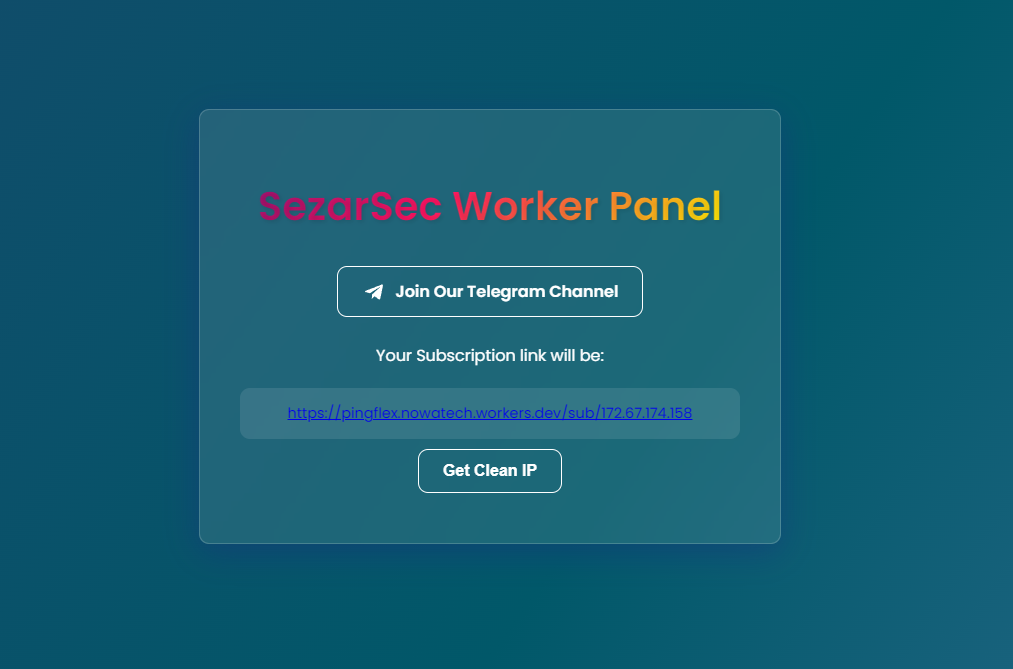 SezarSec Worker Panel
Join Our Telegram Channel
Your Subscription link will be:
https://pingflex.nowatech.workers.dev/sub/172.67.174.158
Get Clean IP